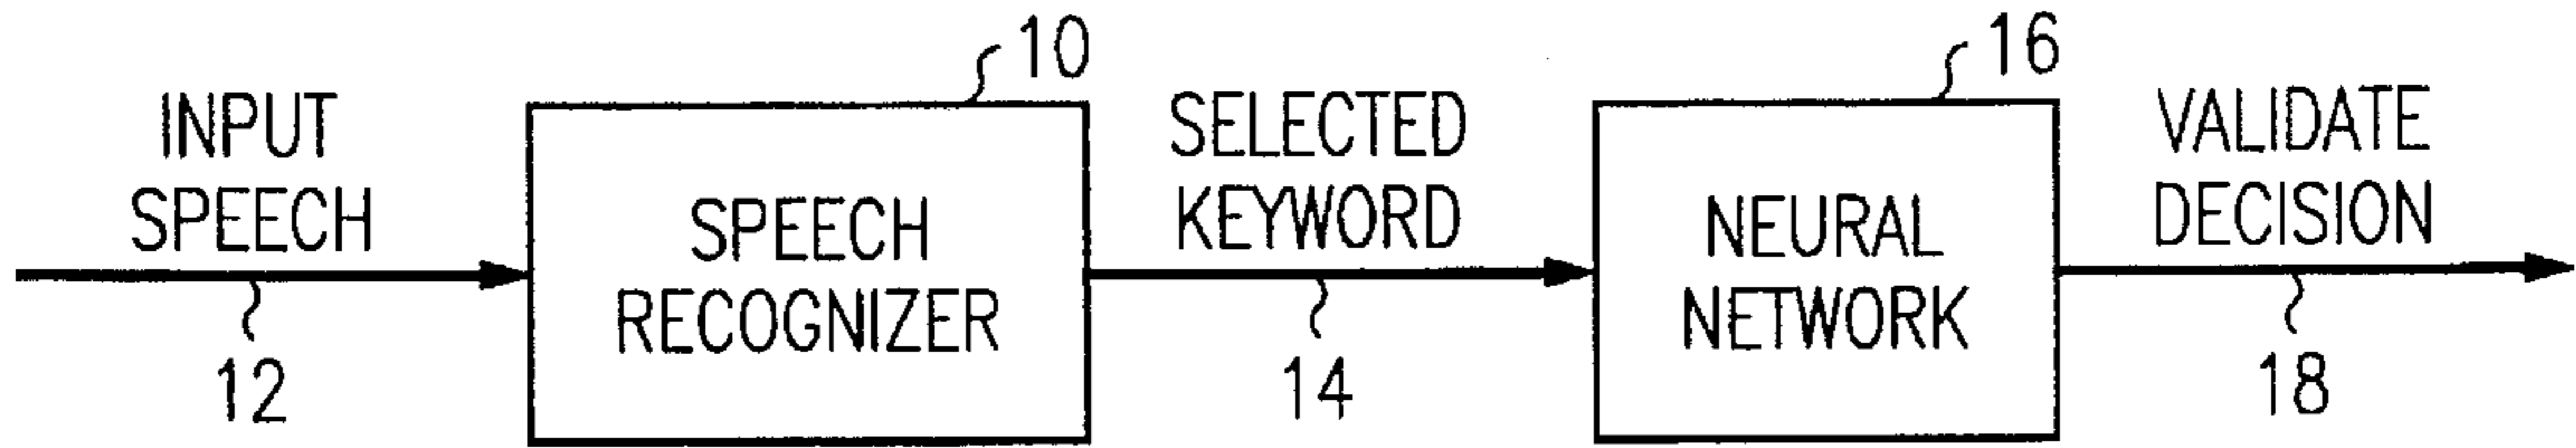 10
16
INPUT
SPEECH
SELECTED
KEYWORD
VALIDATE
DECISION
SPEECH
RECOGNIZER
NEURAL
NETWORK
12
14
18